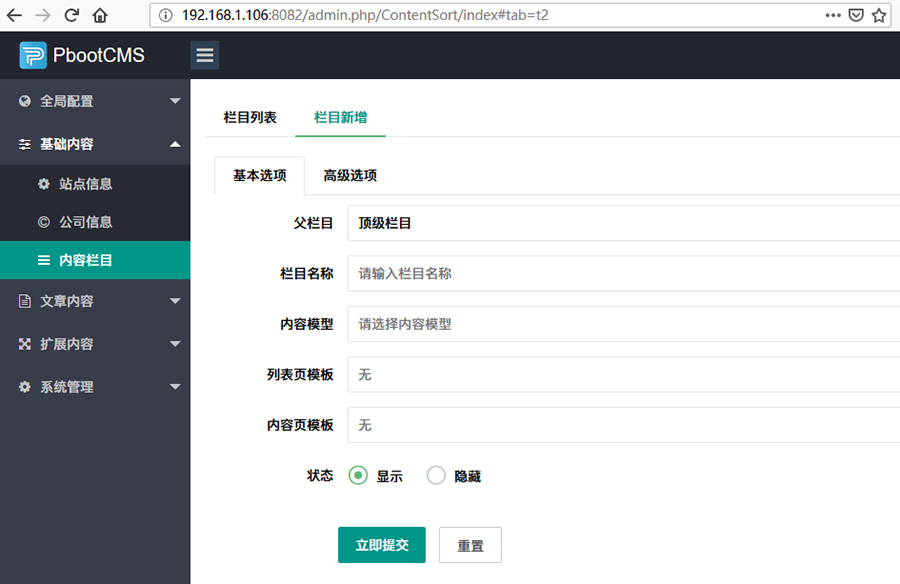 192.168.1.106:8082/admin.php/ContentSort/index#tab=t2
PbootCMS
全局配置
基础内容
站点信息
公司信息
内容栏目
文章内容
扩展内容
系统管理
栏目列表 栏目新增
基本选项 高级选项
父栏目 顶级栏目
栏目名称 请输入栏目名称
内容模型 请选择内容模型
列表页模板 无
内容页模板 无
状态 显示 隐藏
立即提交 重置